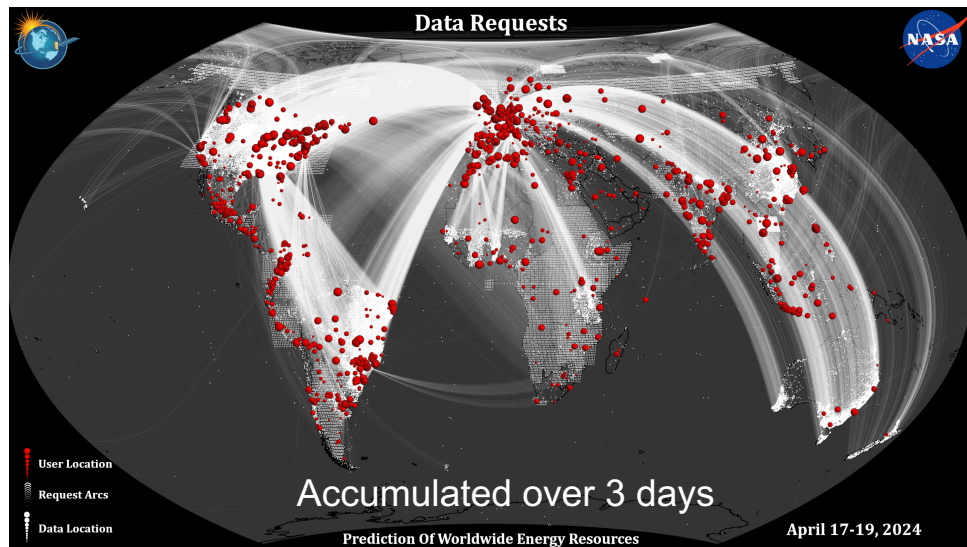 Data Requests
NASA
User Location
Request Arcs
Data Location
Accumulated over 3 days
April 17-19, 2024
Prediction Of Worldwide Energy Resources